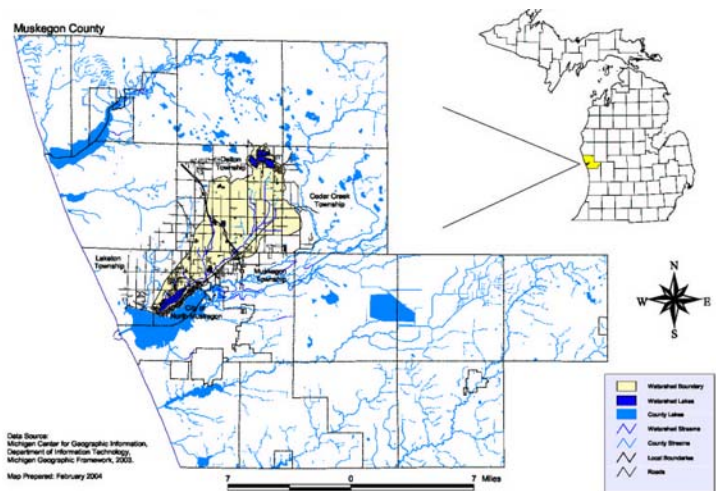 Muskegon County
Dalton
Township
Cedar Creek
Township
Laketon
Township
Muskegon
Township
City of
North Muskegon
N
W
E
S
Watershed Boundary
Watershed Lakes
County Lakes
Watershed Streams
County Streams
Local Boundaries
Roads
Data Source:
Michigan Center for Geographic Information,
Department of Information Technology,
Michigan Geographic Framework, 2003.
Map Prepared: February 2004
7 0 7 Miles